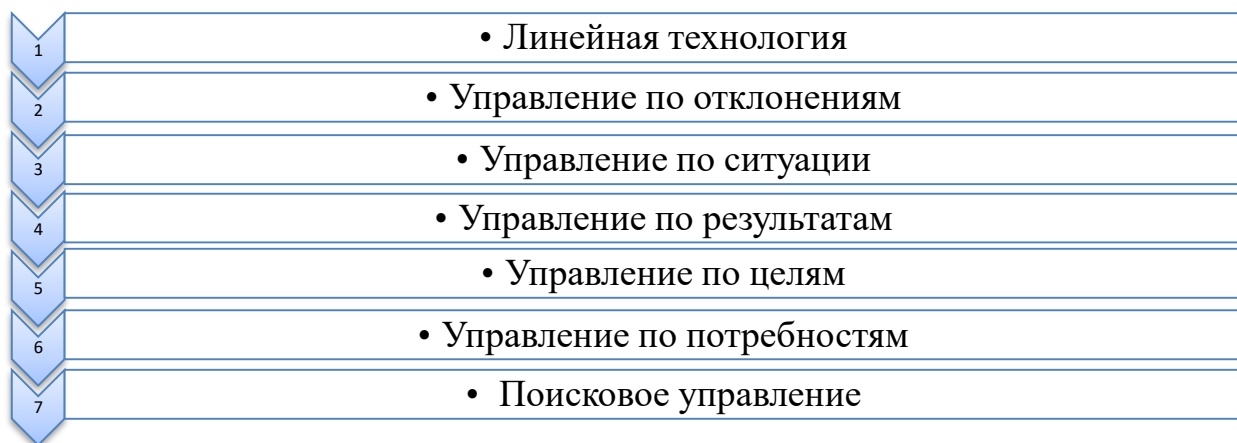 1 • Линейная технология
2 • Управление по отклонениям
3 • Управление по ситуации
4 • Управление по результатам
5 • Управление по целям
6 • Управление по потребностям
7 • Поисковое управление